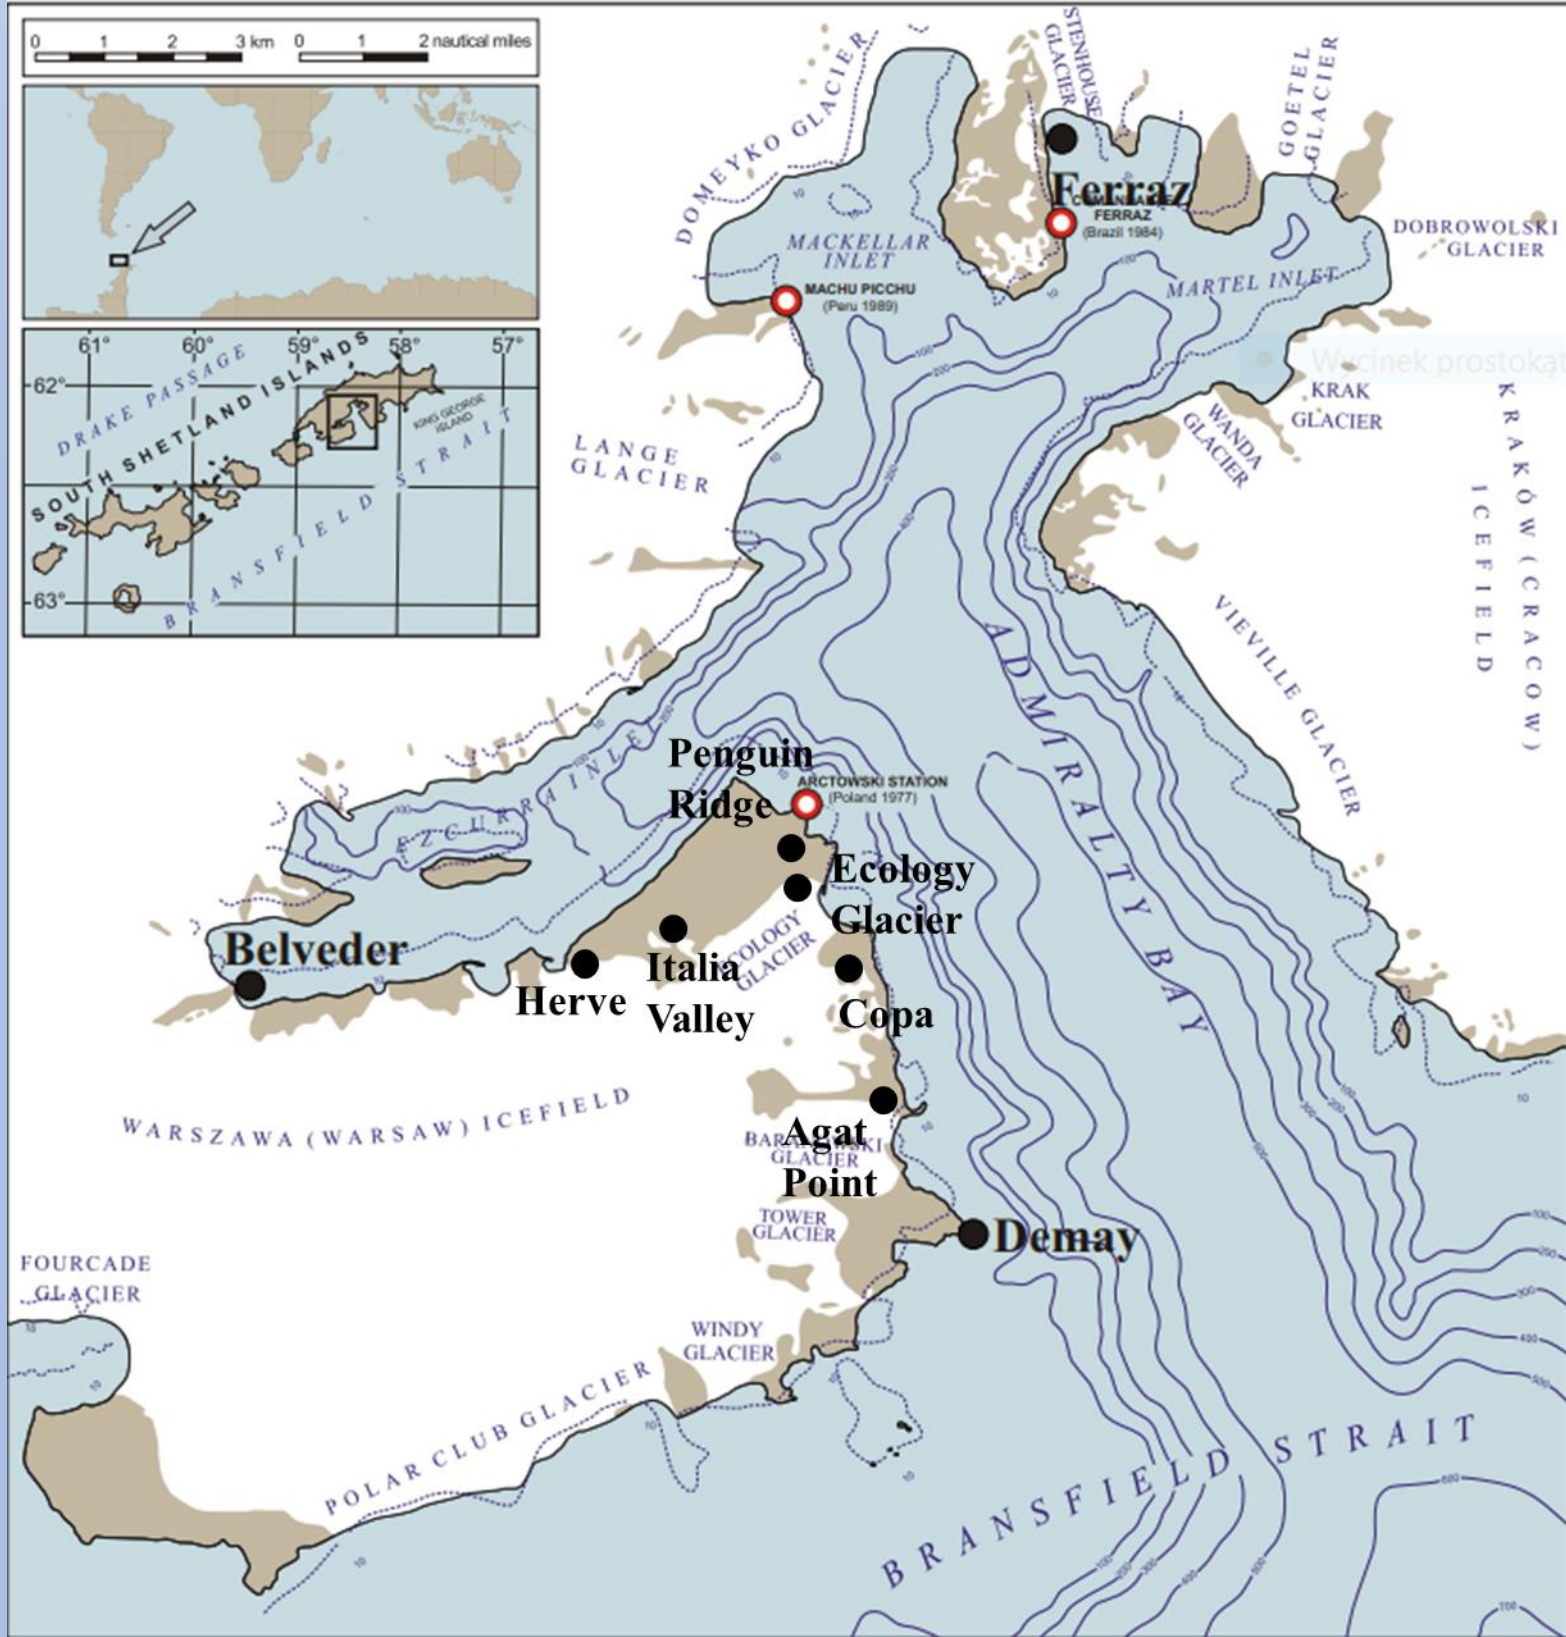 0 1 2 3 km 0 1 2 nautical miles
61° 60° 59° 58° 57°
62°
63°
DRAKE PASSAGE
SOUTH SHETLAND ISLANDS
KING GEORGE
ISLAND
BRANSFIELD STRAIT
DOMEYKO GLACIER
STENHOUSE
GLACIER
GOETEL
GLACIER
Ferraz
FERRAZ
(Brazil 1984)
DOBROWOLSKI
GLACIER
MACKELLAR
INLET
MARTEL INLET
MACHU PICCHU
(Peru 1989)
Wycinek prostokąt
KRAK
GLACIER
WANDA
GLACIER
LANGE
GLACIER
KRAKÓW (CRACOW)
ICEFIELD
VIEVILLE GLACIER
ADMIRALTY BAY
EZCURRA INLET
Penguin
Ridge
ARCTOWSKI STATION
(Poland 1977)
Ecology
Glacier
ECOLOGY
GLACIER
Belveder
Herve
Italia
Valley
Copa
WARSZAWA (WARSAW) ICEFIELD
Agat
Point
BARANOWSKI
GLACIER
TOWER
GLACIER
Demay
FOURCADE
GLACIER
WINDY
GLACIER
POLAR CLUB GLACIER
BRANSFIELD STRAIT